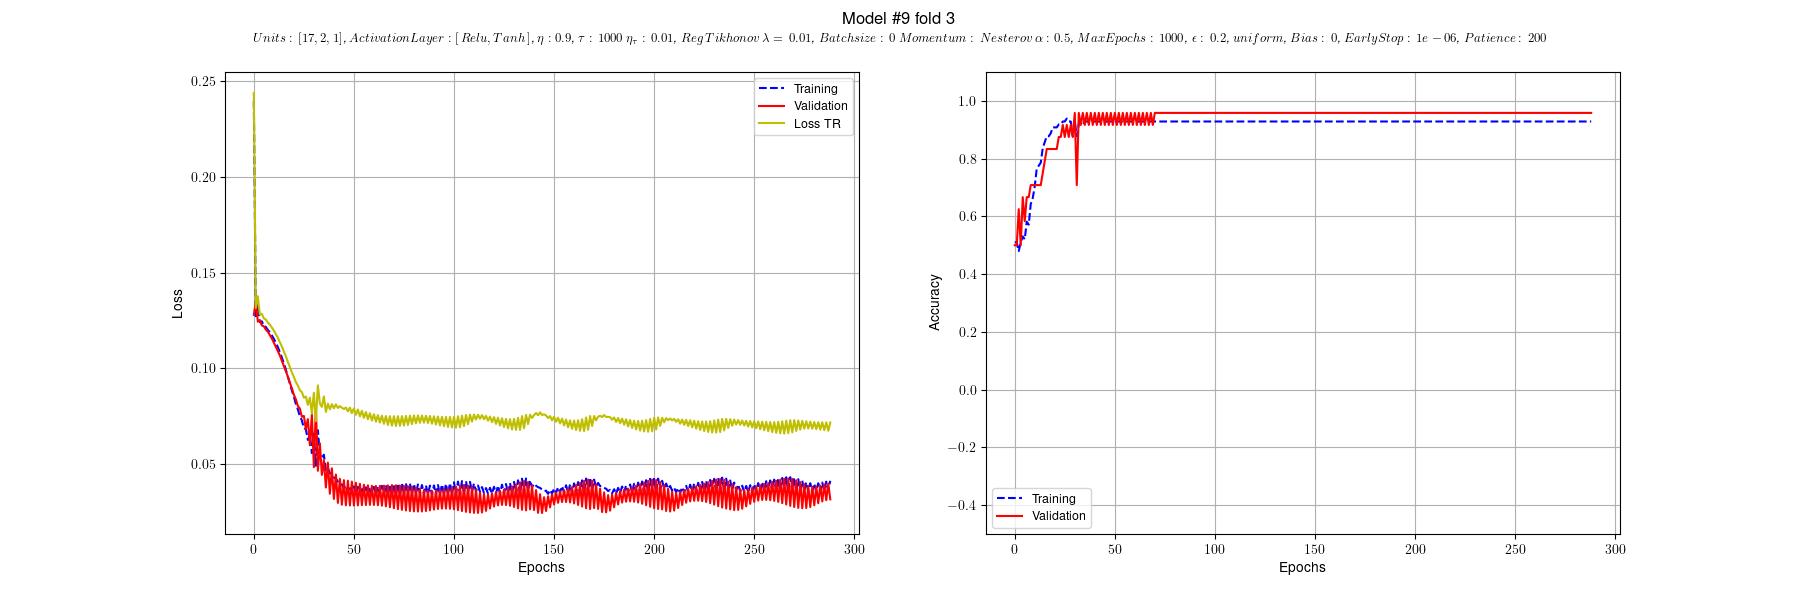 Model #9 fold 3
Units : [17, 2, 1], ActivationLayer : [ Relu, Tanh ], η : 0.9, τ : 1000 η_τ : 0.01, RegTikhonov λ = 0.01, Batchsize : 0 Momentum : Nesterov α : 0.5, MaxEpochs : 1000, ϵ : 0.2, uniform, Bias : 0, EarlyStop : 1e − 06, Patience : 200
0.25
0.20
0.15
0.10
0.05
Loss
0 50 100 150 200 250 300
Epochs
Training
Validation
Loss TR
1.0
0.8
0.6
0.4
0.2
0.0
−0.2
−0.4
Accuracy
0 50 100 150 200 250 300
Epochs
Training
Validation